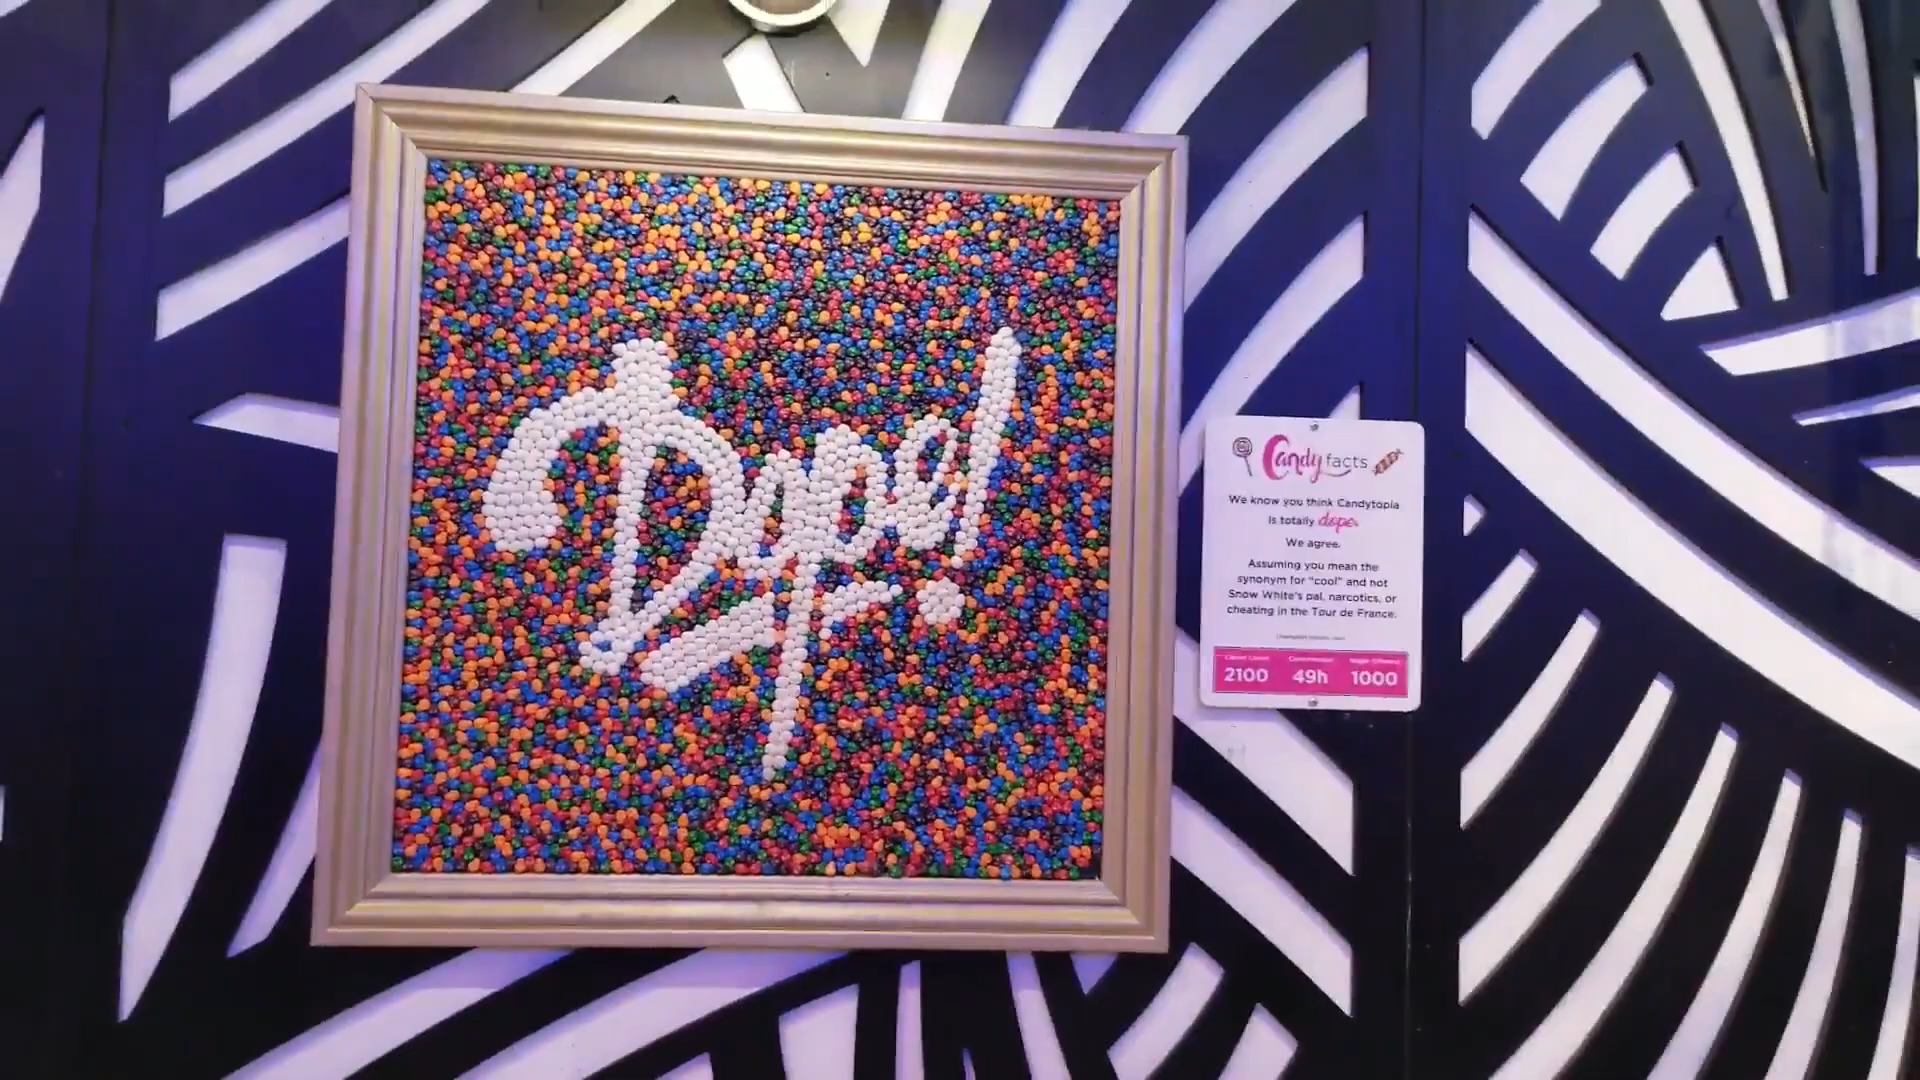 Dope!
Candy facts
We know you think Candytopia
is totally dope.
We agree.
Assuming you mean the
synonym for "cool" and not
Snow White's pal, narcotics, or
cheating in the Tour de France.
2100 49h 1000